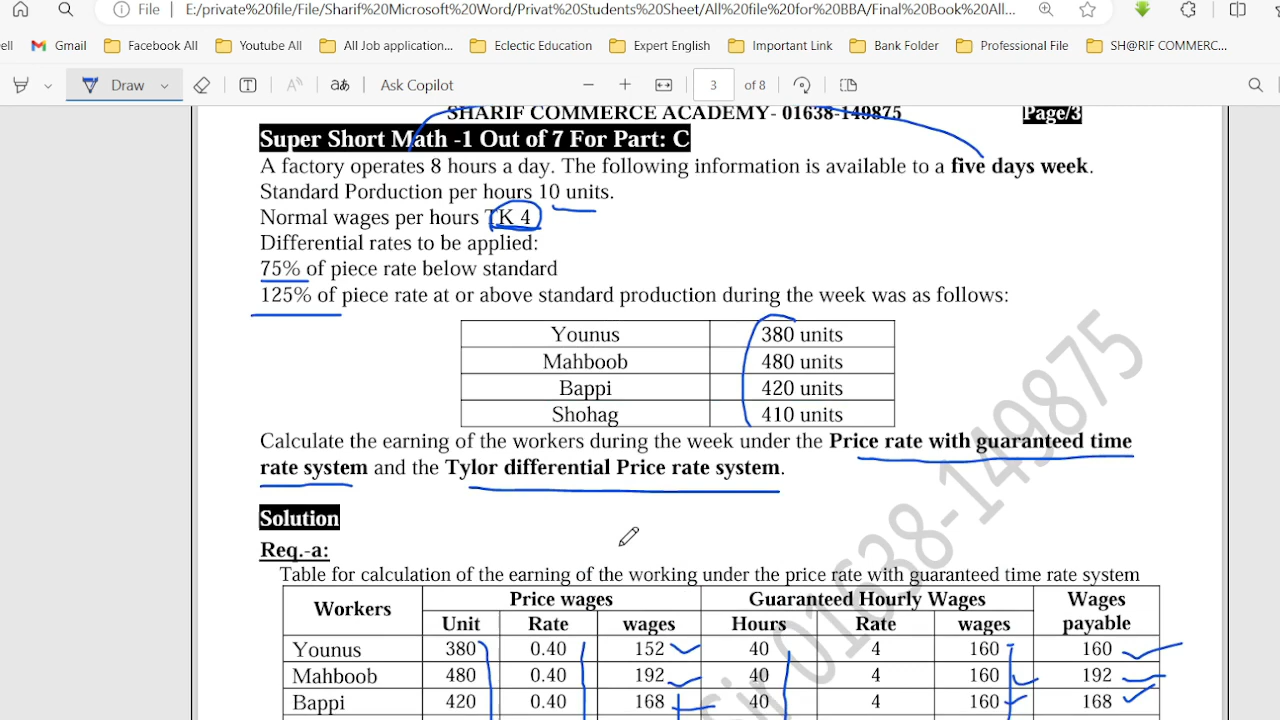 File E:/private%20file/File/Sharif%20Microsoft%20Word/Privat%20Students%20Sheet/All%20file%20for%20BBA/Final%20Book%20All...
ell Gmail Facebook All Youtube All All Job application... Eclectic Education Expert English Important Link Bank Folder Professional File SH@RIF COMMERC...
Draw Ask Copilot 3 of 8
SHARIF COMMERCE ACADEMY- 01638-149875 Page/3
Super Short Math -1 Out of 7 For Part: C
A factory operates 8 hours a day. The following information is available to a five days week.
Standard Porduction per hours 10 units.
Normal wages per hours TK 4
Differential rates to be applied:
75% of piece rate below standard
125% of piece rate at or above standard production during the week was as follows:
Younus 380 units
Mahboob 480 units
Bappi 420 units
Shohag 410 units
Calculate the earning of the workers during the week under the Price rate with guaranteed time
rate system and the Tylor differential Price rate system.
Solution
Req.-a:
Table for calculation of the earning of the working under the price rate with guaranteed time rate system
Workers Price wages Guaranteed Hourly Wages Wages payable
Unit Rate wages Hours Rate wages
Younus 380 0.40 152 40 4 160 160
Mahboob 480 0.40 192 40 4 160 192
Bappi 420 0.40 168 40 4 160 168
Sir 01638-149875